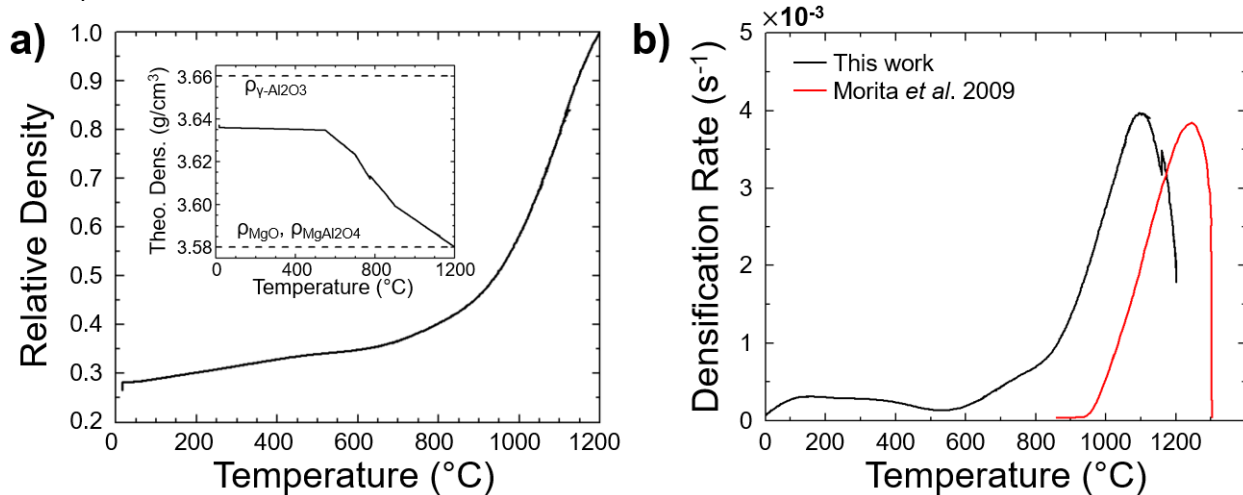 a)
Relative Density
1.0
0.9
0.8
0.7
0.6
0.5
0.4
0.3
0.2
0 200 400 600 800 1000 1200
Temperature (°C)
Theo. Dens. (g/cm³)
3.66
3.64
3.62
3.60
3.58
ργ-Al2O3
ρMgO, ρMgAl2O4
0 400 800 1200
Temperature (°C)
b)
×10⁻³
Densification Rate (s⁻¹)
5
4
3
2
1
0
This work
Morita et al. 2009
0 200 400 600 800 1000 1200
Temperature (°C)